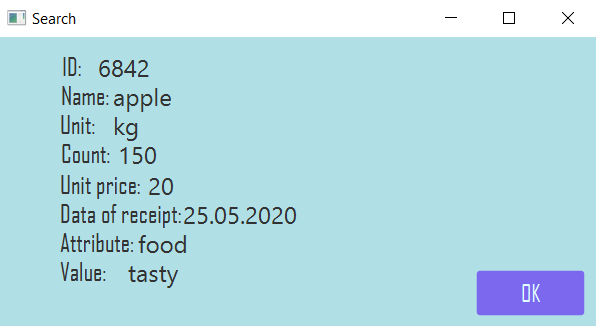 Search
ID: 6842
Name: apple
Unit: kg
Count: 150
Unit price: 20
Data of receipt: 25.05.2020
Attribute: food
Value: tasty
OK